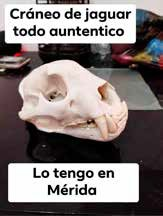 Cráneo de jaguar
todo auntentico
Lo tengo en
Mérida